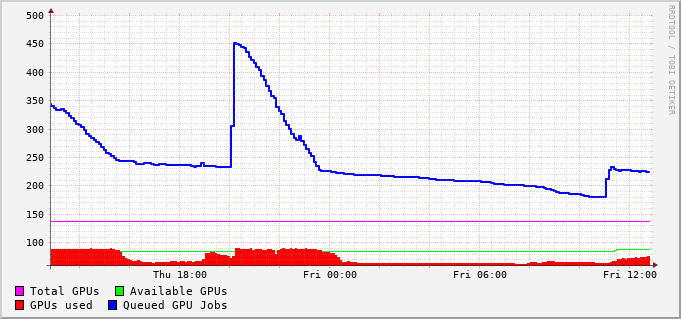 500
450
400
350
300
250
200
150
100
Thu 18:00 Fri 00:00 Fri 06:00 Fri 12:00
Total GPUs Available GPUs
GPUs used Queued GPU Jobs
RRDTOOL / TOBI OETIKER